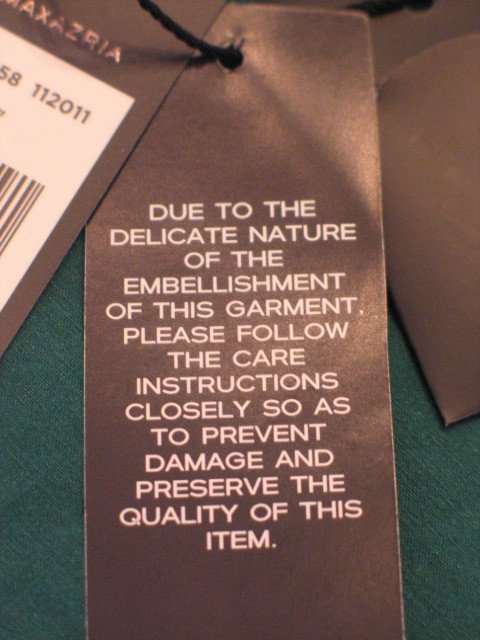 MAXAZRIA
58 112011
DUE TO THE
DELICATE NATURE
OF THE
EMBELLISHMENT
OF THIS GARMENT,
PLEASE FOLLOW
THE CARE
INSTRUCTIONS
CLOSELY SO AS
TO PREVENT
DAMAGE AND
PRESERVE THE
QUALITY OF THIS
ITEM.